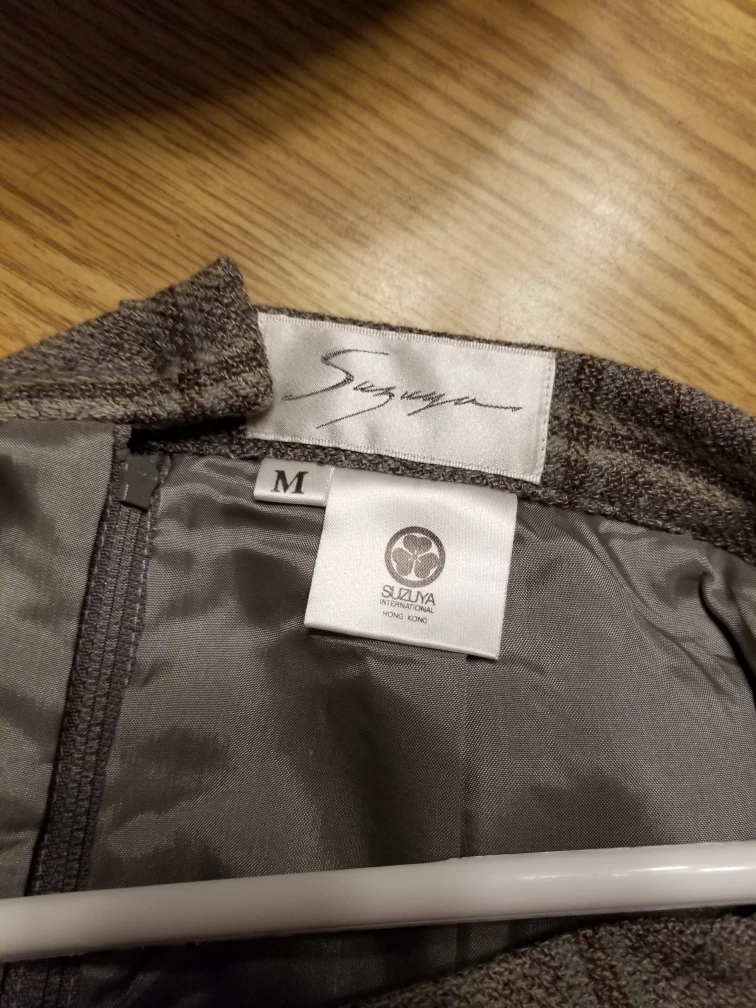 Suzuya
M
SUZUYA
INTERNATIONAL
HONG KONG